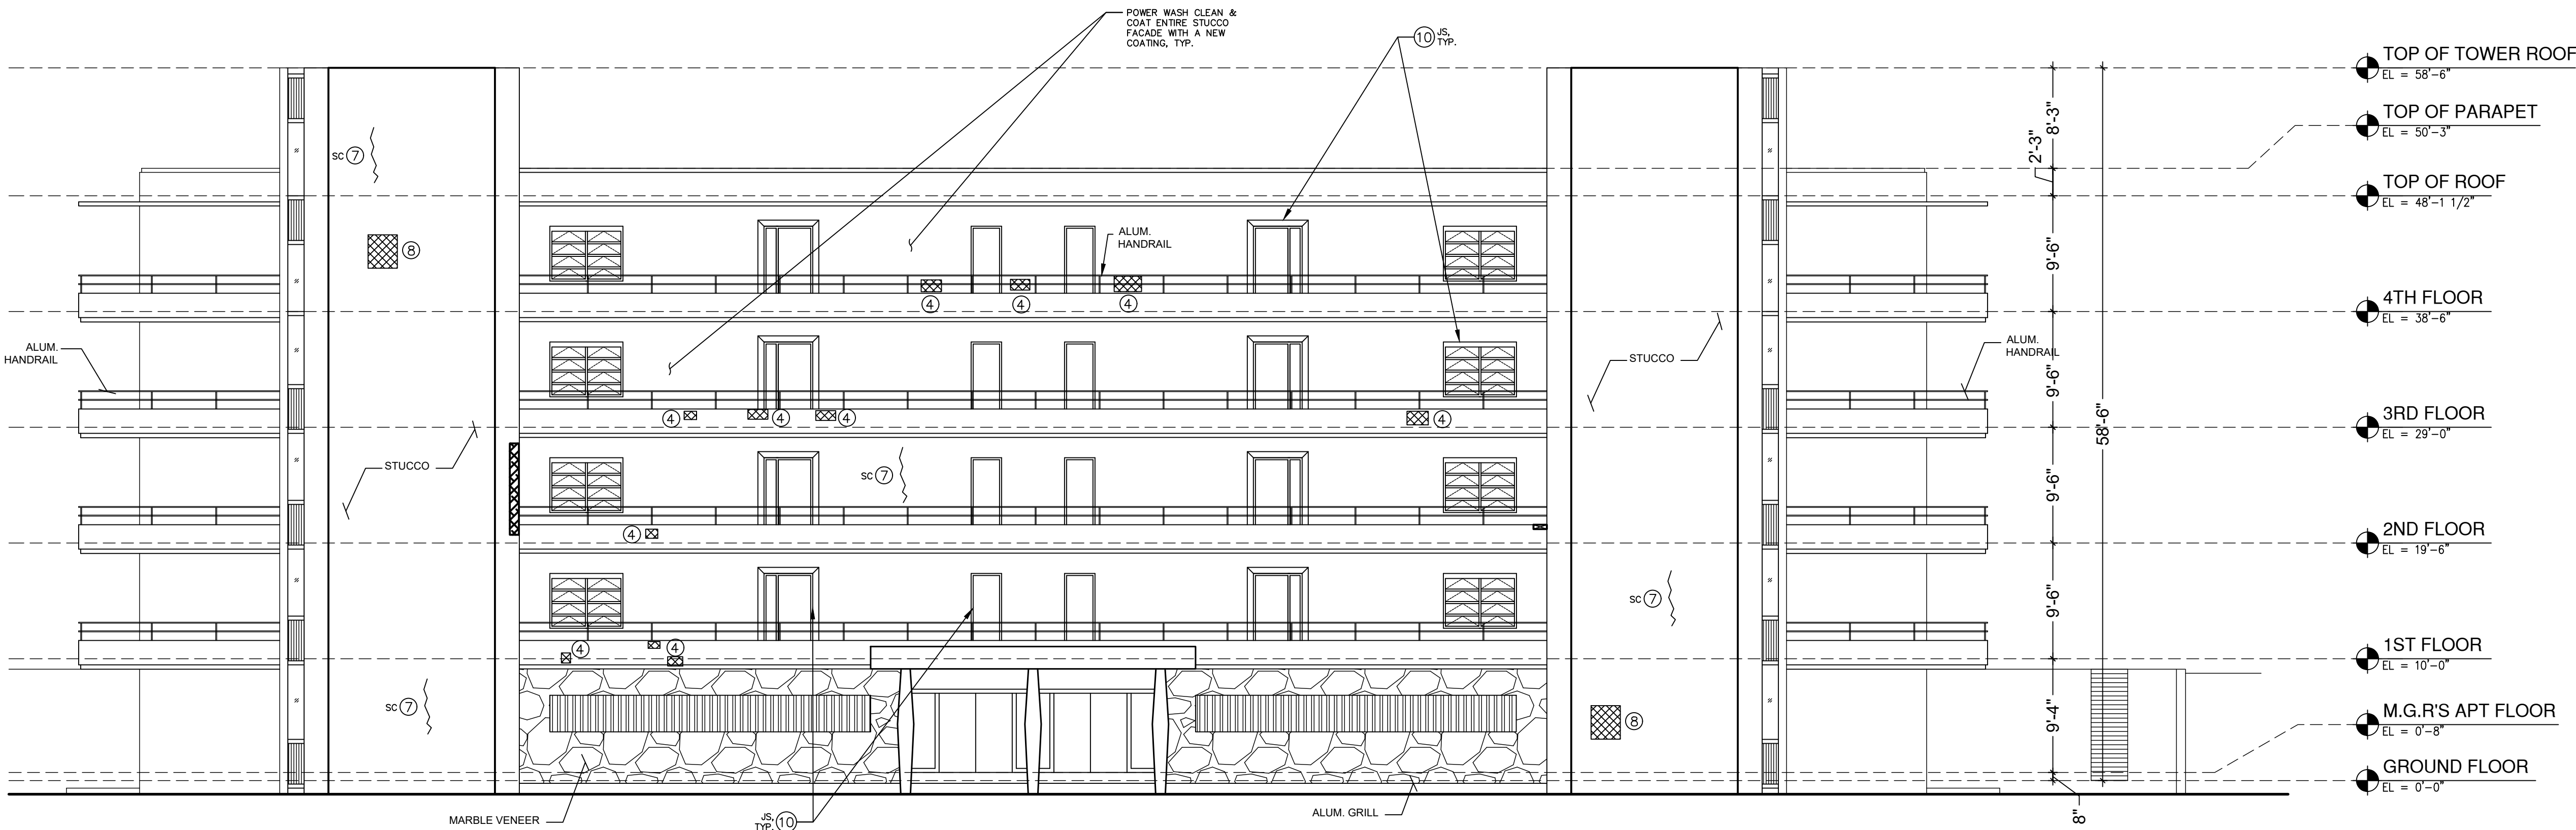 POWER WASH CLEAN &
COAT ENTIRE STUCCO
FACADE WITH A NEW
COATING, TYP.
10 JS,
TYP.
TOP OF TOWER ROOF
EL = 58'-6"
TOP OF PARAPET
EL = 50'-3"
8'-3"
2'-3"
SC 7
TOP OF ROOF
EL = 48'-1 1/2"
8
ALUM.
HANDRAIL
9'-6"
4
4
4
4TH FLOOR
EL = 38'-6"
ALUM.
HANDRAIL
STUCCO
ALUM.
HANDRAIL
9'-6"
4
4
4
4
3RD FLOOR
EL = 29'-0"
58'-6"
STUCCO
SC 7
9'-6"
4
2ND FLOOR
EL = 19'-6"
SC 7
9'-6"
4
4
1ST FLOOR
EL = 10'-0"
SC 7
8
9'-4"
M.G.R'S APT FLOOR
EL = 0'-8"
GROUND FLOOR
EL = 0'-0"
MARBLE VENEER
JS,
TYP. 10
ALUM. GRILL
8"